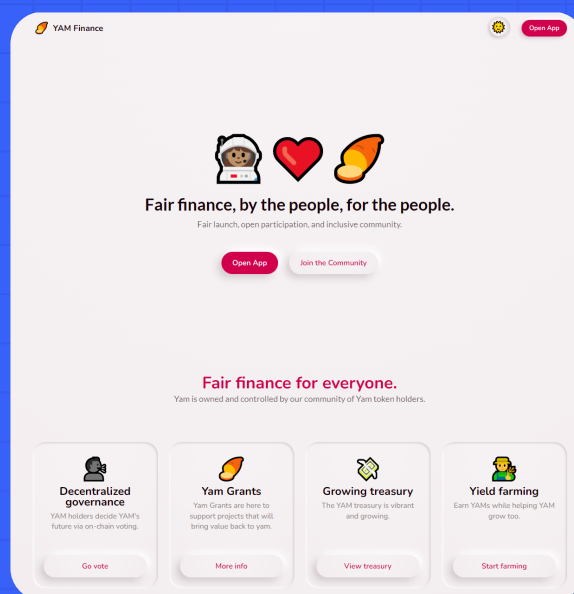 YAM Finance
Open App
Fair finance, by the people, for the people.
Fair launch, open participation, and inclusive community.
Open App
Join the Community
Fair finance for everyone.
Yam is owned and controlled by our community of Yam token holders.
Decentralized
governance
YAM holders decide YAM's
future via on-chain voting.
Go vote
Yam Grants
Yam Grants are here to
support projects that will
bring value back to yam.
More info
Growing treasury
The YAM treasury is vibrant
and growing.
View treasury
Yield farming
Earn YAMs while helping YAM
grow too.
Start farming